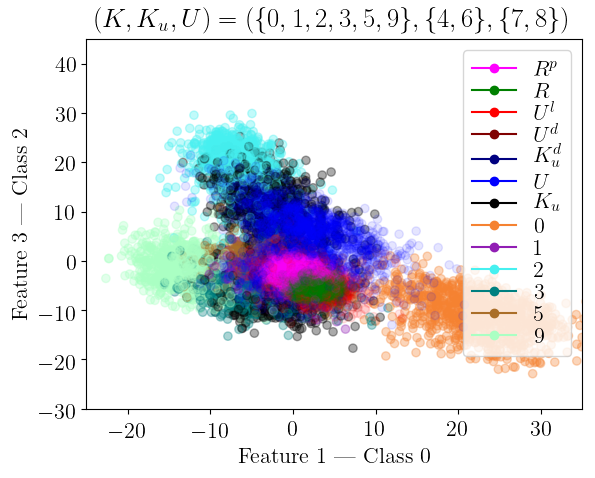 (K, K_u, U) = ({0, 1, 2, 3, 5, 9}, {4, 6}, {7, 8})
Feature 3 — Class 2
40
30
20
10
0
−10
−20
−30
R^p
R
U^l
U^d
K_u^d
U
K_u
0
1
2
3
5
9
−20
−10
0
10
20
30
Feature 1 — Class 0